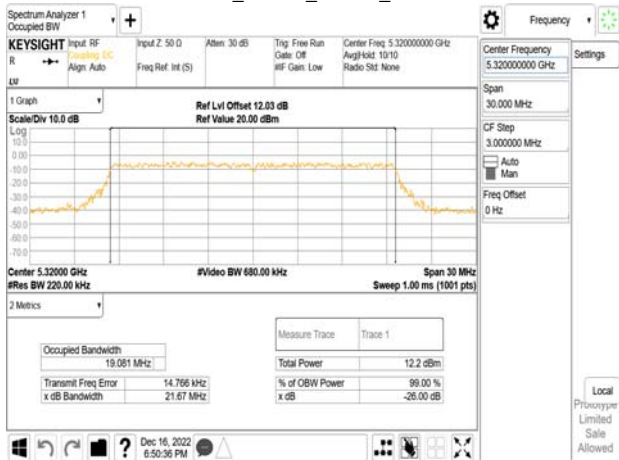 Spectrum Analyzer 1
Occupied BW
Frequency
KEYSIGHT
R
LVI
Input: RF
Coupling: DC
Align: Auto
Input Z: 50 Ω
Freq Ref: Int (S)
Atten: 30 dB
Trig: Free Run
Gate: Off
#IF Gain: Low
Center Freq: 5.320000000 GHz
Avg|Hold: 10/10
Radio Std: None
Center Frequency
5.320000000 GHz
Settings
Span
30.000 MHz
CF Step
3.000000 MHz
Auto
Man
Freq Offset
0 Hz
1 Graph
Scale/Div 10.0 dB
Ref Lvl Offset 12.03 dB
Ref Value 20.00 dBm
Log
10.0
0.00
-10.0
-20.0
-30.0
-40.0
-50.0
-60.0
-70.0
Center 5.32000 GHz
#Res BW 220.00 kHz
#Video BW 680.00 kHz
Span 30 MHz
Sweep 1.00 ms (1001 pts)
2 Metrics
Measure Trace Trace 1
Occupied Bandwidth
19.081 MHz
Total Power 12.2 dBm
Transmit Freq Error 14.766 kHz
% of OBW Power 99.00 %
x dB Bandwidth 21.67 MHz
x dB -26.00 dB
Local
Prototype
Limited
Sale
Allowed
?
Dec 16, 2022
6:50:36 PM